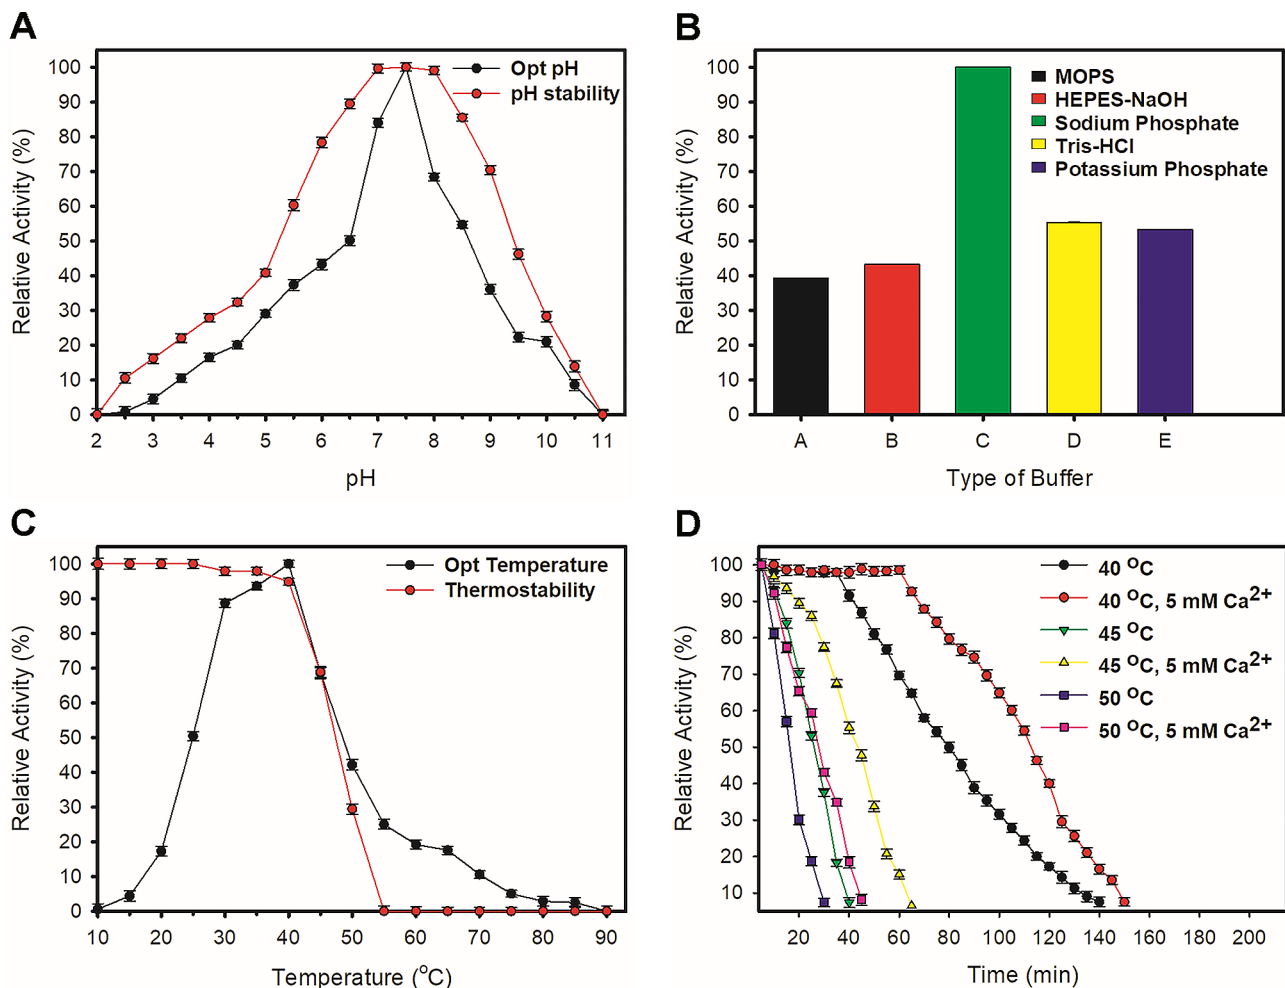 A
Relative Activity (%)
100
90
80
70
60
50
40
30
20
10
0
Opt pH
pH stability
2 3 4 5 6 7 8 9 10 11
pH
B
Relative Activity (%)
100
90
80
70
60
50
40
30
20
10
0
MOPS
HEPES-NaOH
Sodium Phosphate
Tris-HCl
Potassium Phosphate
A B C D E
Type of Buffer
C
Relative Activity (%)
100
90
80
70
60
50
40
30
20
10
0
Opt Temperature
Thermostability
10 20 30 40 50 60 70 80 90
Temperature (°C)
D
Relative Activity (%)
100
90
80
70
60
50
40
30
20
10
40 °C
40 °C, 5 mM Ca2+
45 °C
45 °C, 5 mM Ca2+
50 °C
50 °C, 5 mM Ca2+
20 40 60 80 100 120 140 160 180 200
Time (min)